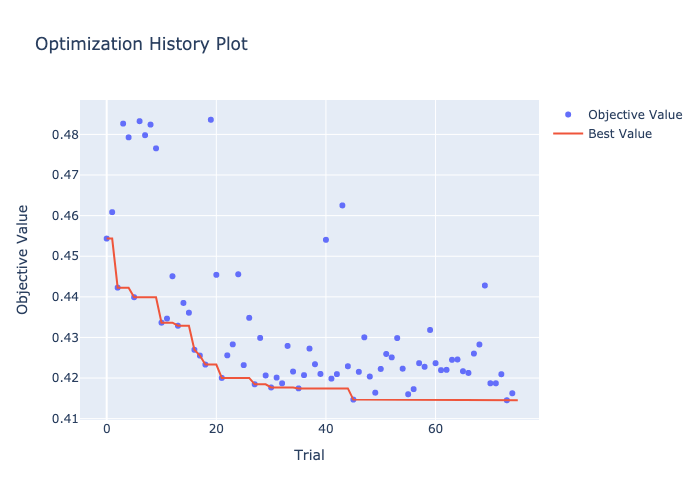 Optimization History Plot
Objective Value
Best Value
0.48
0.47
0.46
0.45
0.44
0.43
0.42
0.41
Objective Value
0
20
40
60
Trial